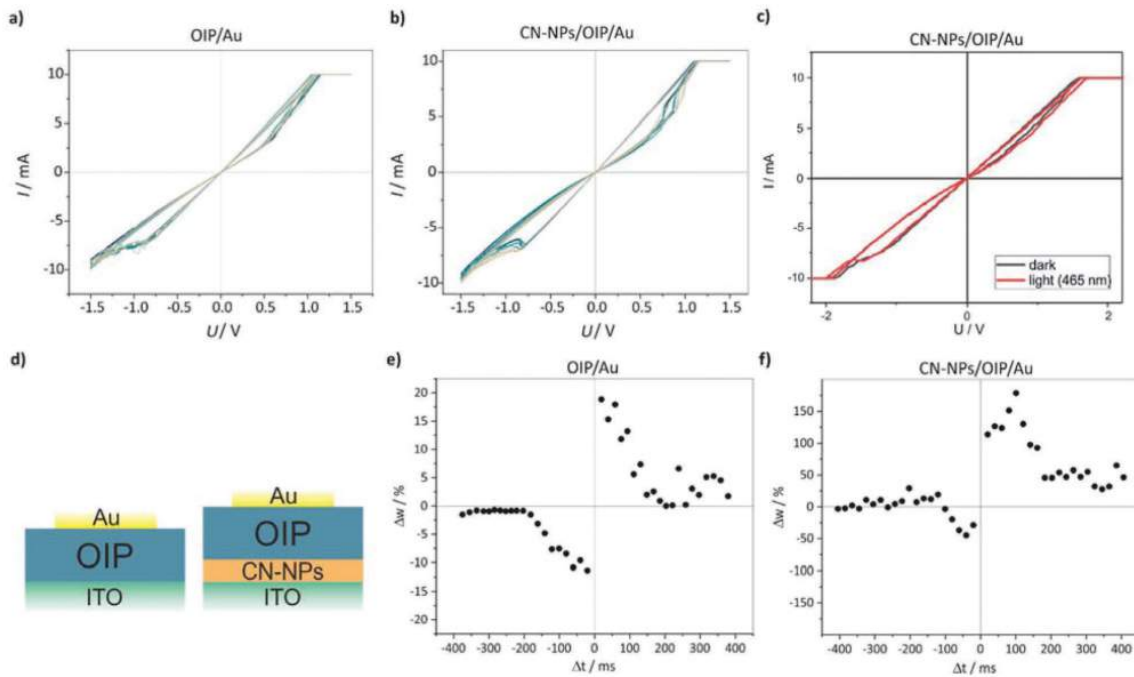 a)
OIP/Au
I / mA
10
5
0
-5
-10
-1.5 -1.0 -0.5 0.0 0.5 1.0 1.5
U/ V
b)
CN-NPs/OIP/Au
I / mA
10
5
0
-5
-10
-1.5 -1.0 -0.5 0.0 0.5 1.0 1.5
U/ V
c)
CN-NPs/OIP/Au
I / mA
10
5
0
-5
-10
dark
light (465 nm)
-2 0 2
U / V
d)
Au
OIP
ITO
Au
OIP
CN-NPs
ITO
e)
OIP/Au
Δw / %
20
15
10
5
0
-5
-10
-15
-20
-400 -300 -200 -100 0 100 200 300 400
Δt / ms
f)
CN-NPs/OIP/Au
Δw / %
150
100
50
0
-50
-100
-150
-400 -300 -200 -100 0 100 200 300 400
Δt / ms